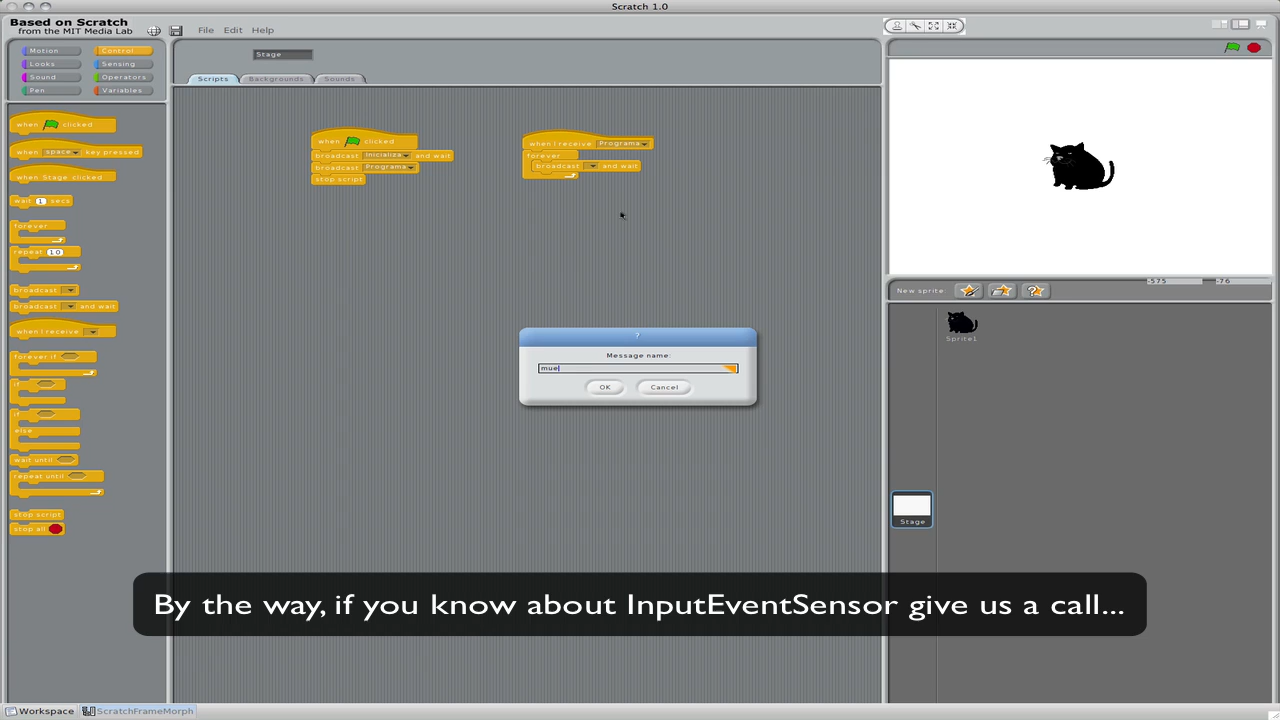 Scratch 1.0
Based on Scratch
from the MIT Media Lab
File Edit Help
Motion Control
Looks Sensing
Sound Operators
Pen Variables
Stage
Scripts Backgrounds Sounds
when clicked
when space key pressed
when Stage clicked
wait 1 secs
forever
repeat 10
broadcast
broadcast and wait
when I receive
forever if
if
if
else
wait until
repeat until
stop script
stop all
when clicked
broadcast Inicializa and wait
broadcast Programa
stop script
when I receive Programa
forever
broadcast and wait
?
Message name:
mue
OK Cancel
New sprite:
-575 -76
Sprite1
Stage
By the way, if you know about InputEventSensor give us a call...
Workspace ScratchFrameMorph